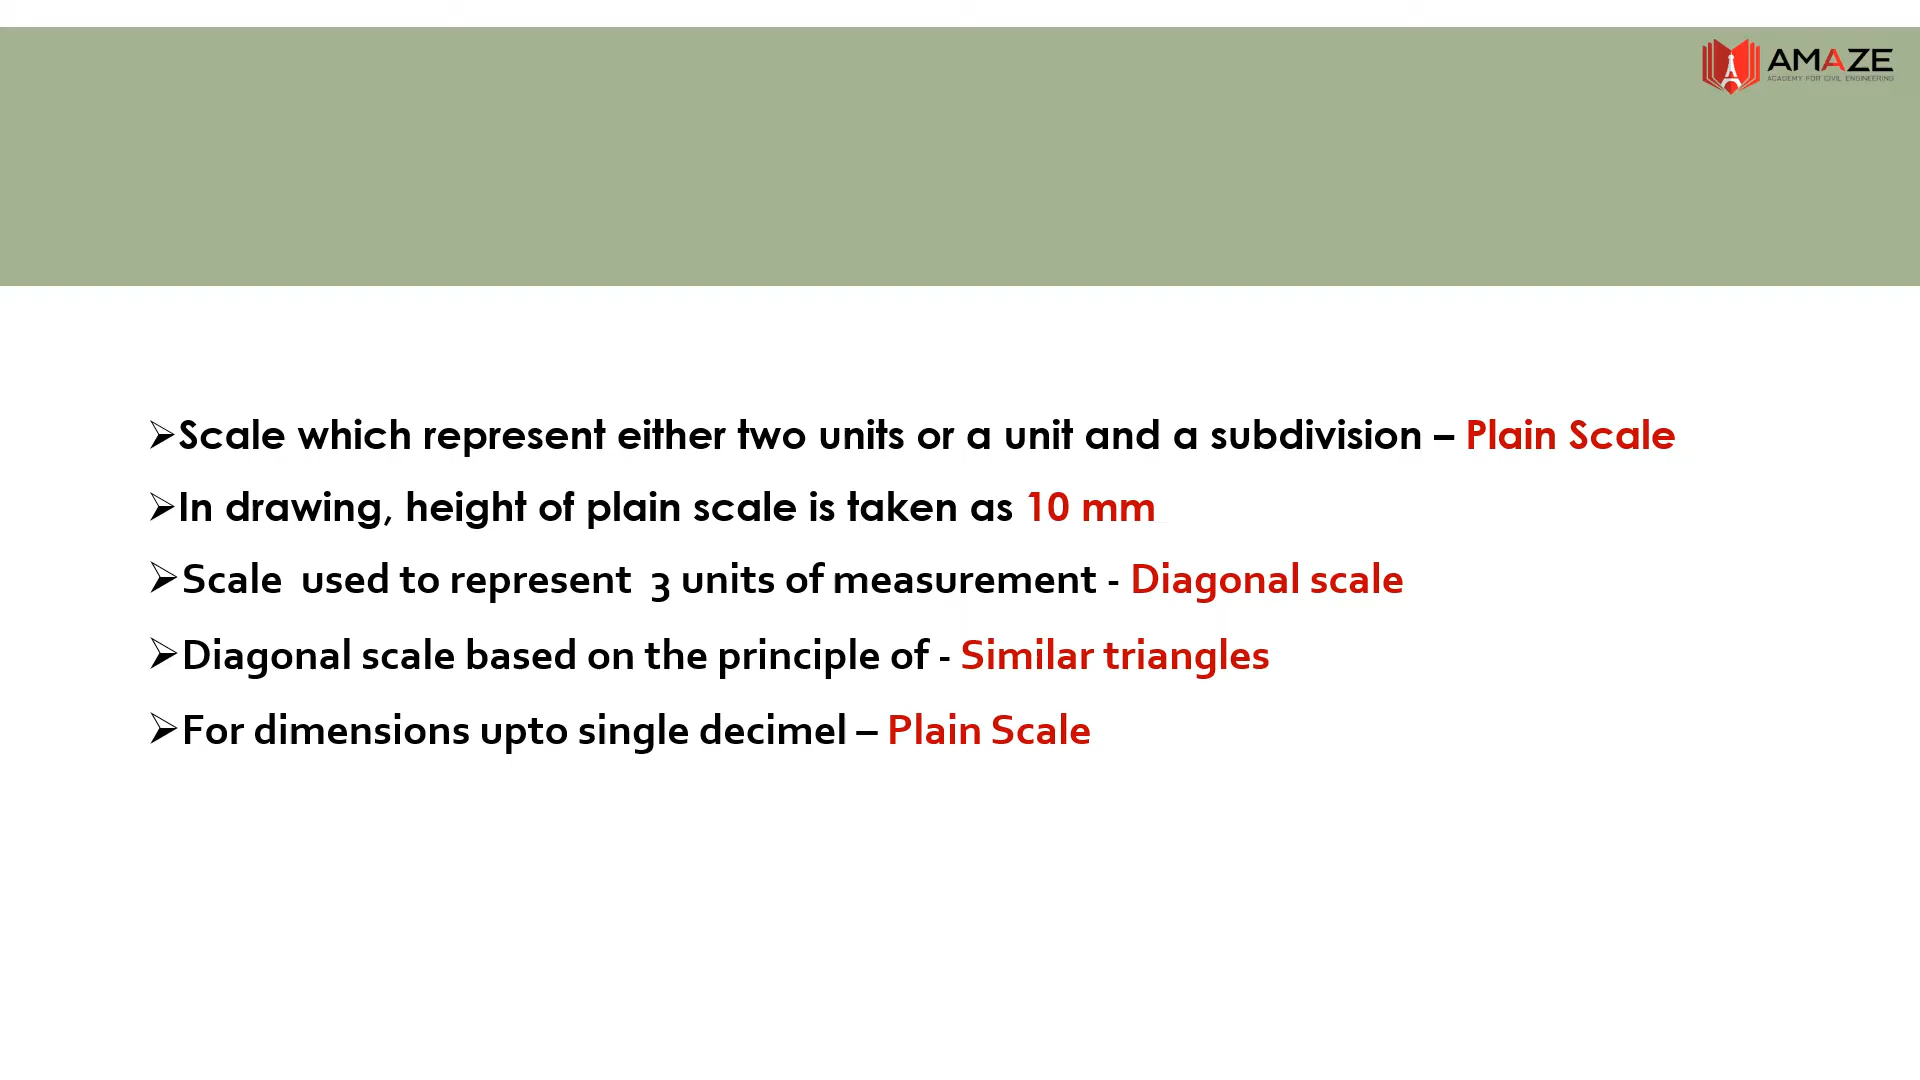 AMAZE
ACADEMY FOR CIVIL ENGINEERING
➢Scale which represent either two units or a unit and a subdivision – Plain Scale
➢In drawing, height of plain scale is taken as 10 mm
➢Scale  used to represent  3 units of measurement - Diagonal scale
➢Diagonal scale based on the principle of - Similar triangles
➢For dimensions upto single decimel – Plain Scale